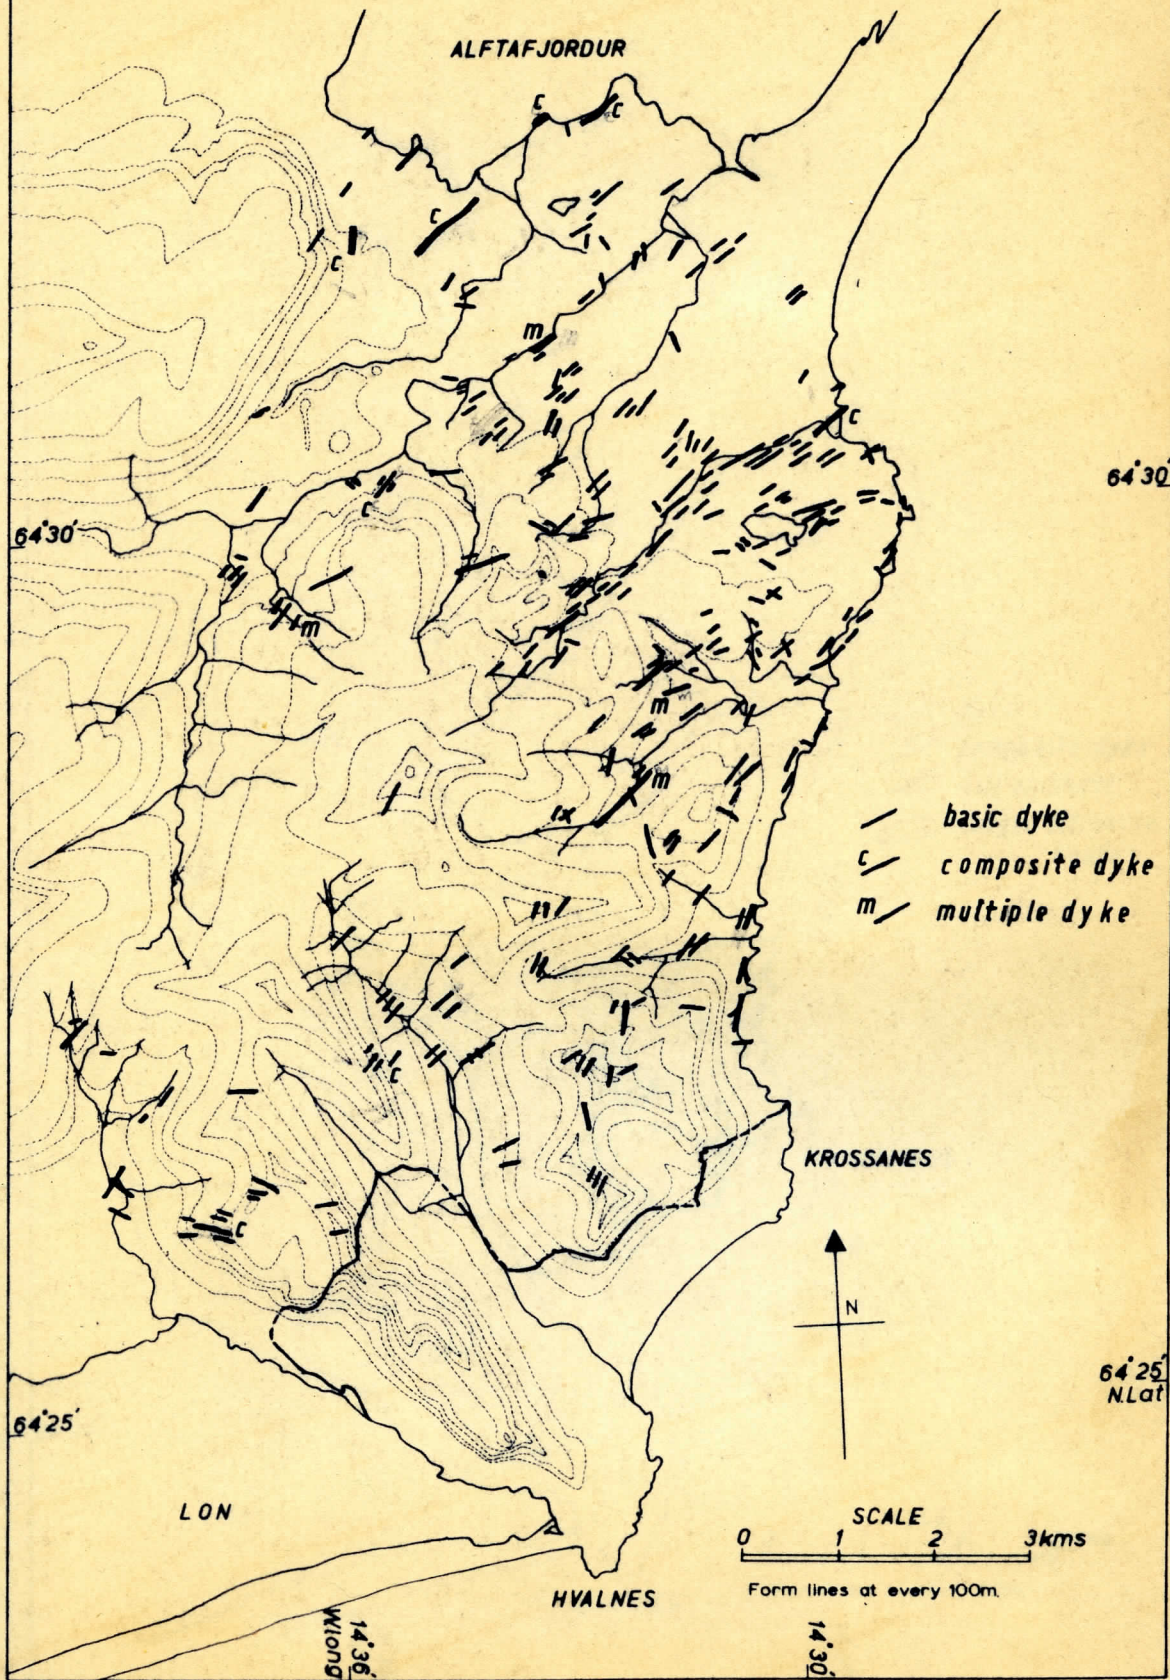 ALFTAFJORDUR
c
c
c
c
m
c
64°30'
64°30'
c
m
m
m
basic dyke
c composite dyke
m multiple dyke
c
KROSSANES
c
N
64°25'
N.Lat
64°25'
LON
SCALE
0 1 2 3kms
Form lines at every 100m.
HVALNES
14°36'
Wlong
14°30'